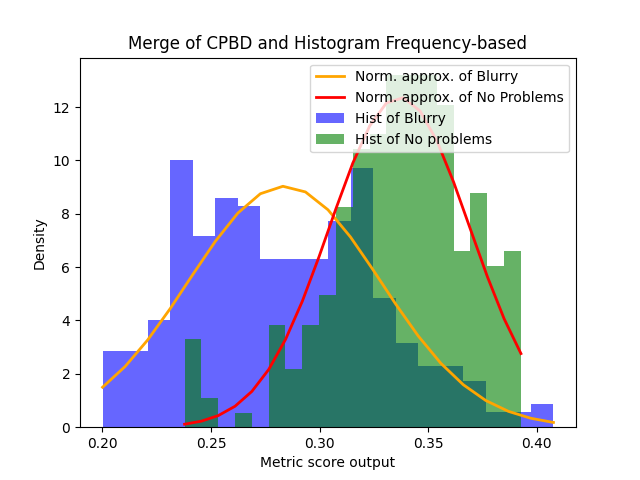 Merge of CPBD and Histogram Frequency-based
Norm. approx. of Blurry
Norm. approx. of No Problems
Hist of Blurry
Hist of No problems
Density
12
10
8
6
4
2
0
0.20 0.25 0.30 0.35 0.40
Metric score output